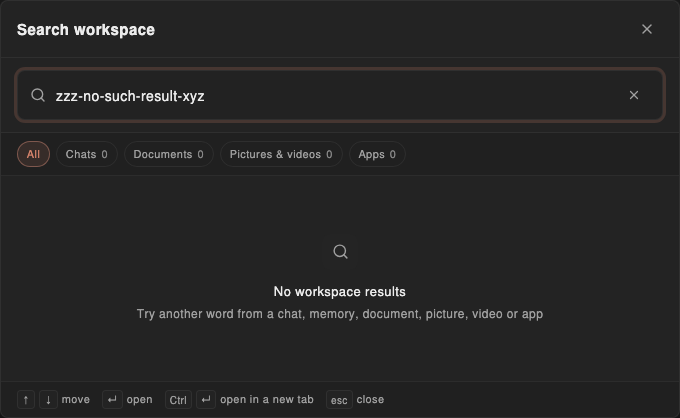 Search workspace
zzz-no-such-result-xyz
All Chats 0 Documents 0 Pictures & videos 0 Apps 0
No workspace results
Try another word from a chat, memory, document, picture, video or app
↑ ↓ move ↵ open Ctrl ↵ open in a new tab esc close